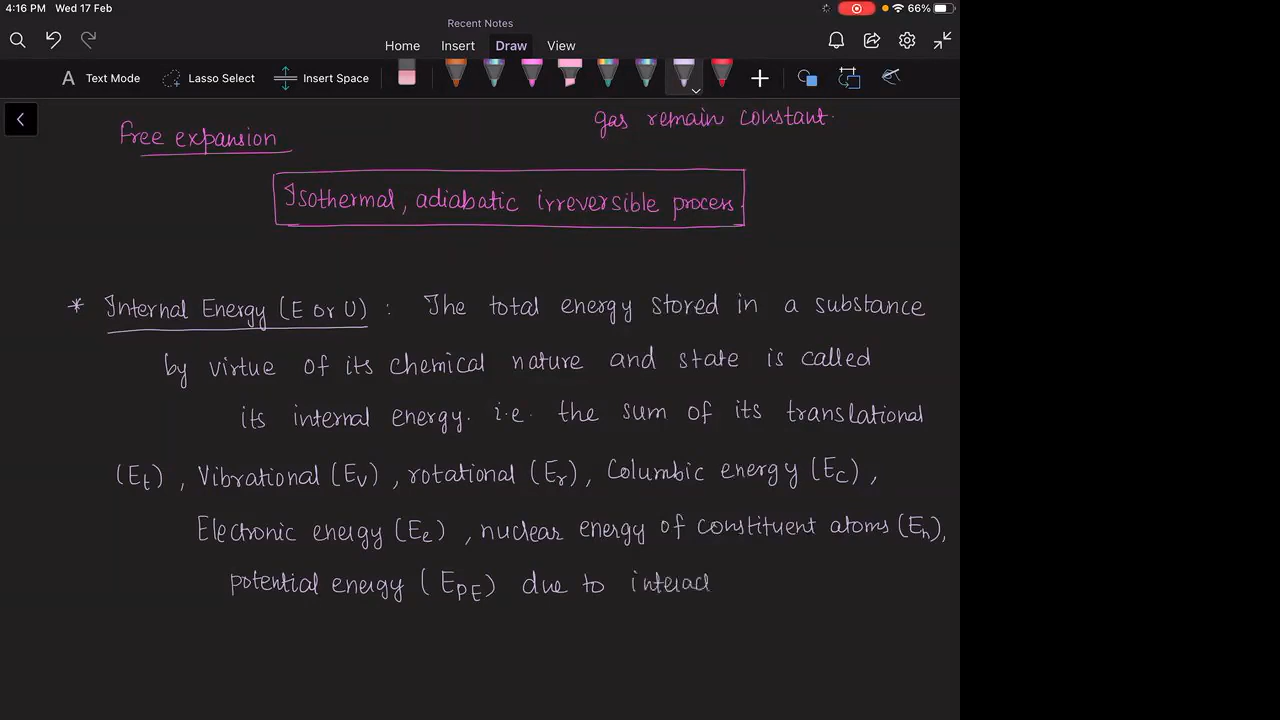 4:16 PM Wed 17 Feb
66%
Recent Notes
Home Insert Draw View
Text Mode Lasso Select Insert Space
gas remain constant.
Free expansion
Isothermal, adiabatic irreversible process.
* Internal Energy (E or U) : The total energy stored in a substance
by virtue of its chemical nature and state is called
its internal energy. i.e. the sum of its translational
(Et), Vibrational (Ev), rotational (Er), Columbic energy (Ec),
Electronic energy (Ee), nuclear energy of constituent atoms (En),
potential energy (EPE) due to interac